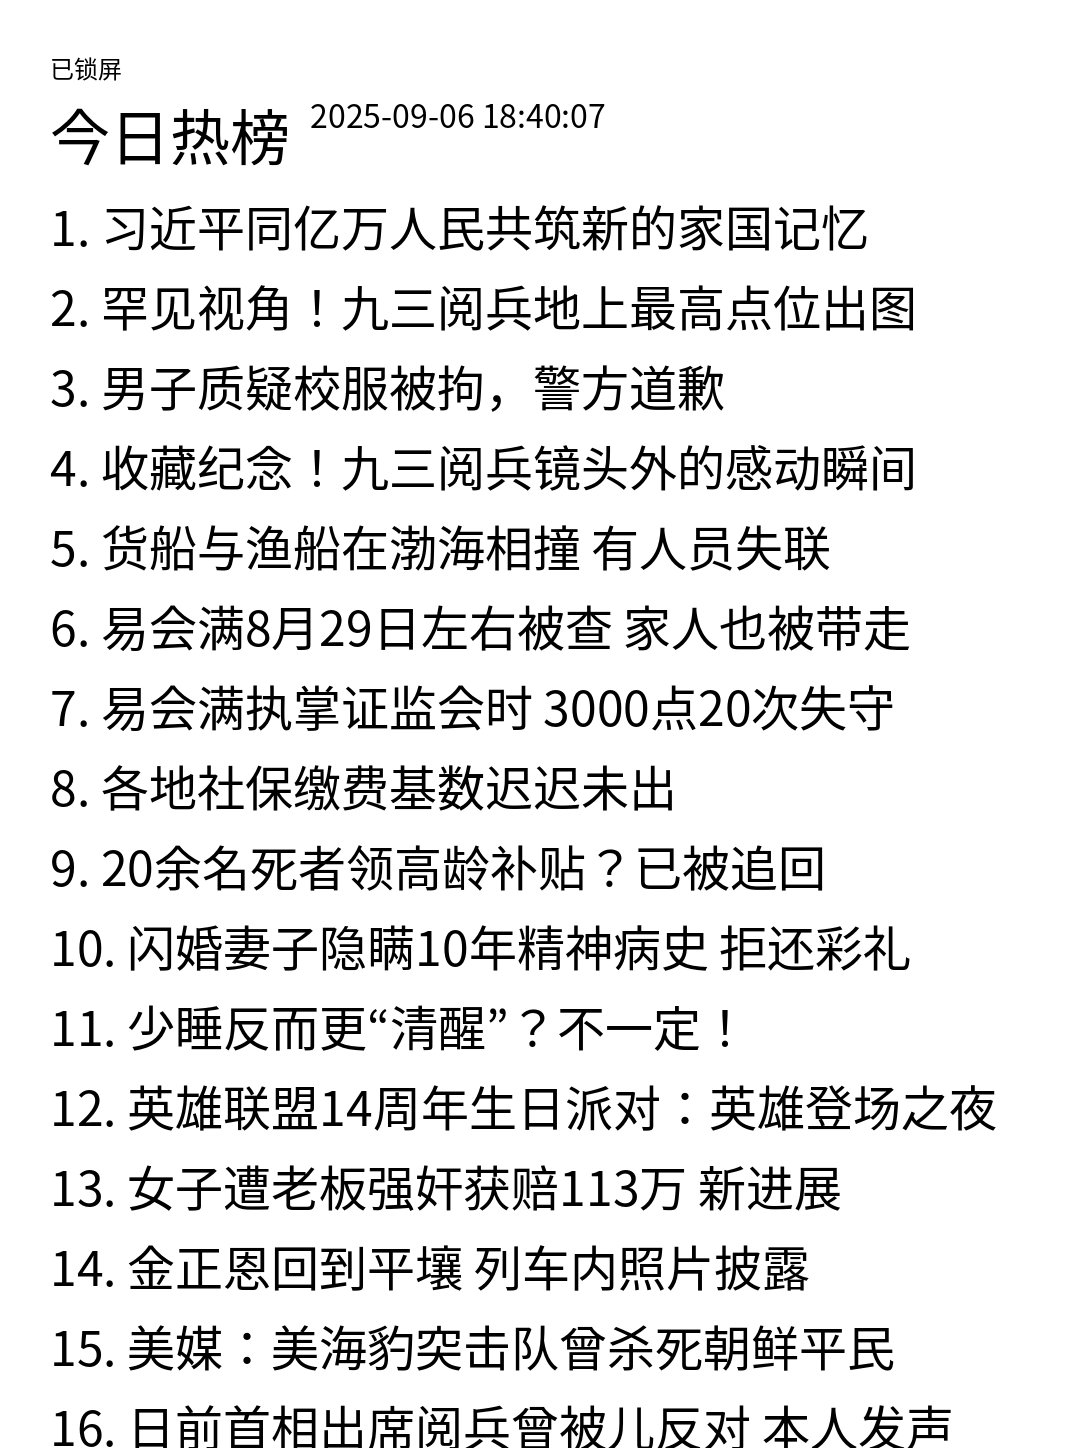 已锁屏
今日热榜 2025-09-06 18:40:07
1. 习近平同亿万人民共筑新的家国记忆
2. 罕见视角！九三阅兵地上最高点位出图
3. 男子质疑校服被拘，警方道歉
4. 收藏纪念！九三阅兵镜头外的感动瞬间
5. 货船与渔船在渤海相撞 有人员失联
6. 易会满8月29日左右被查 家人也被带走
7. 易会满执掌证监会时 3000点20次失守
8. 各地社保缴费基数迟迟未出
9. 20余名死者领高龄补贴？已被追回
10. 闪婚妻子隐瞒10年精神病史 拒还彩礼
11. 少睡反而更“清醒”？不一定！
12. 英雄联盟14周年生日派对：英雄登场之夜
13. 女子遭老板强奸获赔113万 新进展
14. 金正恩回到平壤 列车内照片披露
15. 美媒：美海豹突击队曾杀死朝鲜平民
16. 日前首相出席阅兵曾被儿反对 本人发声